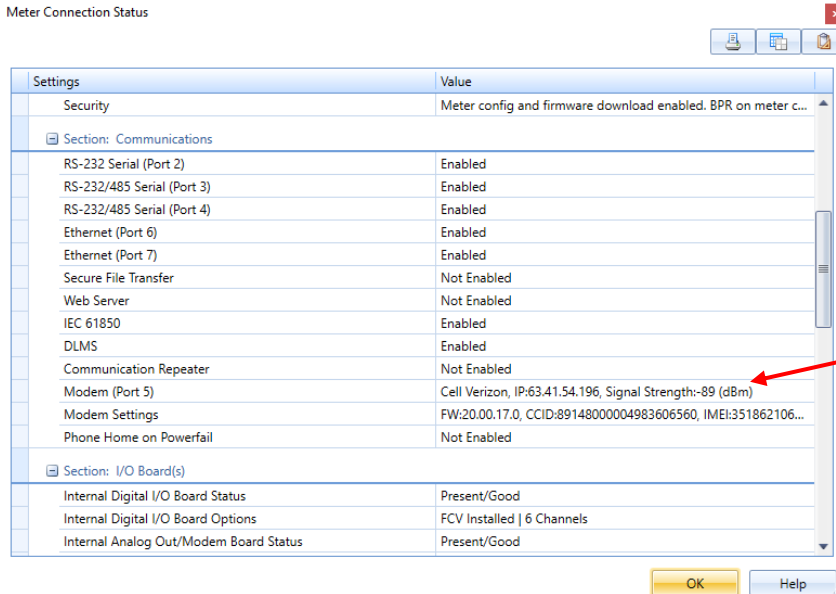 Meter Connection Status
Settings Value
Security Meter config and firmware download enabled. BPR on meter c...
Section: Communications
RS-232 Serial (Port 2) Enabled
RS-232/485 Serial (Port 3) Enabled
RS-232/485 Serial (Port 4) Enabled
Ethernet (Port 6) Enabled
Ethernet (Port 7) Enabled
Secure File Transfer Not Enabled
Web Server Not Enabled
IEC 61850 Enabled
DLMS Enabled
Communication Repeater Not Enabled
Modem (Port 5) Cell Verizon, IP:63.41.54.196, Signal Strength:-89 (dBm)
Modem Settings FW:20.00.17.0, CCID:89148000004983606560, IMEI:351862106...
Phone Home on Powerfail Not Enabled
Section: I/O Board(s)
Internal Digital I/O Board Status Present/Good
Internal Digital I/O Board Options FCV Installed | 6 Channels
Internal Analog Out/Modem Board Status Present/Good
OK Help